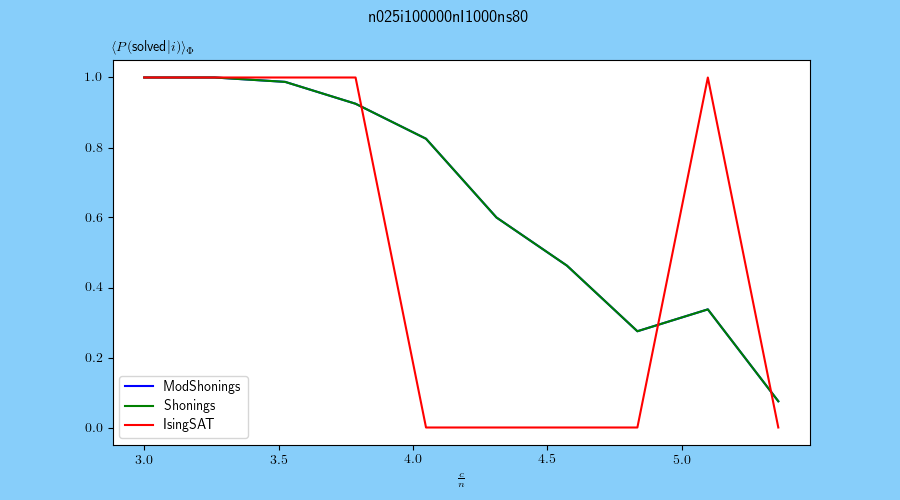 n025i100000nI1000ns80
⟨P(solved|i)⟩Φ
1.0
0.8
0.6
0.4
0.2
0.0
ModShonings
Shonings
IsingSAT
3.0 3.5 4.0 4.5 5.0
c/n